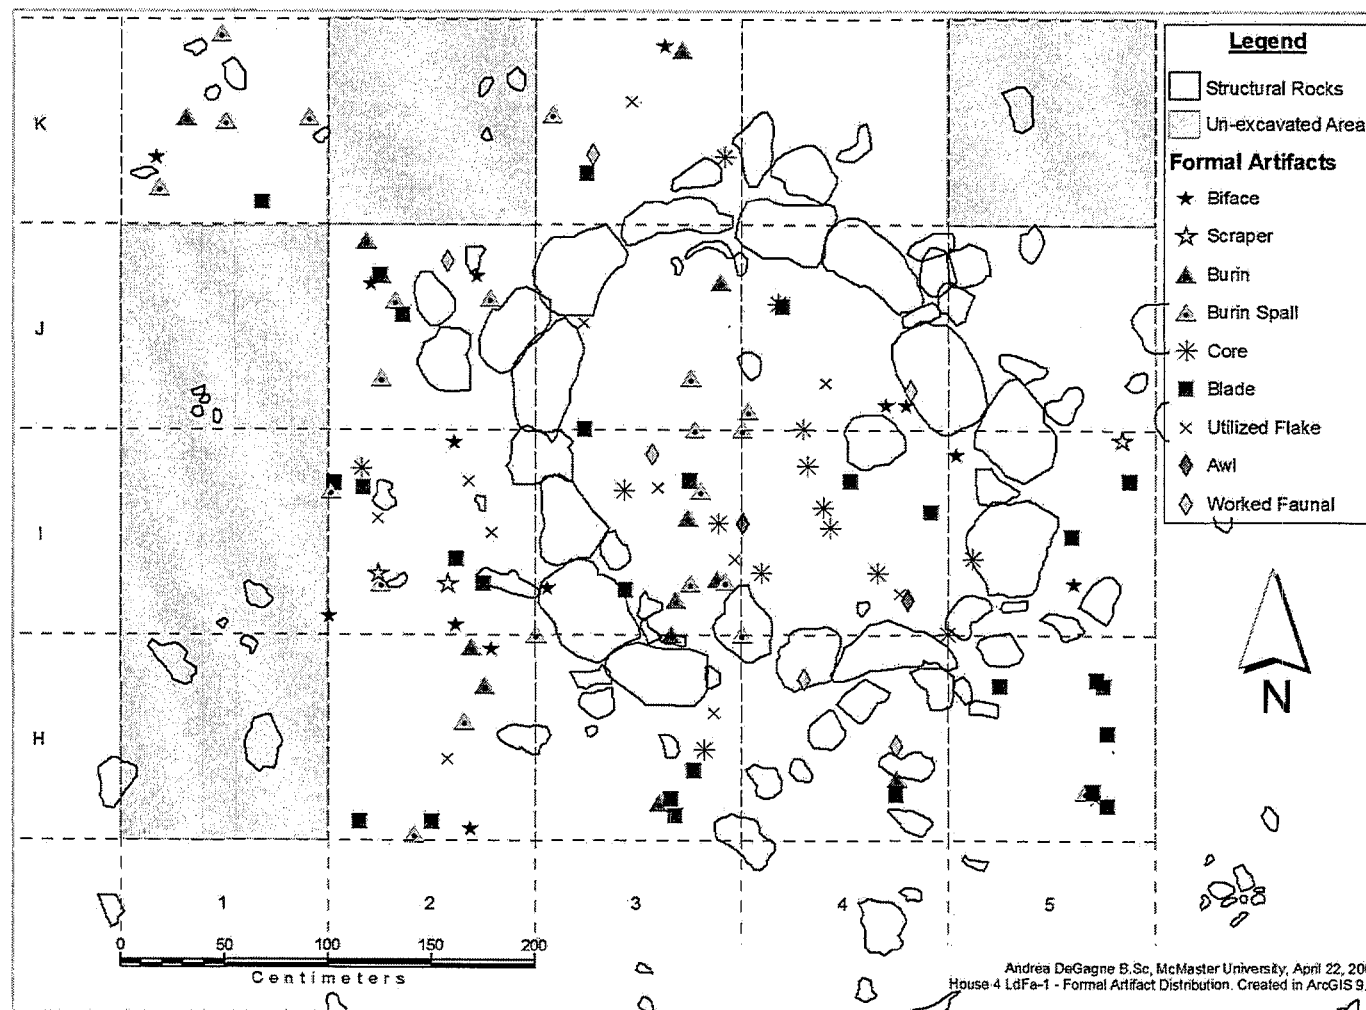 Legend
Structural Rocks
Un-excavated Area
Formal Artifacts
Biface
Scraper
Burin
Burin Spall
Core
Blade
Utilized Flake
Awl
Worked Faunal
K
J
I
H
N
1 2 3 4 5
0 50 100 150 200
Centimeters
Andrea DeGagne B.Sc, McMaster University, April 22, 20
House 4 LdFa-1 - Formal Artifact Distribution. Created in ArcGIS 9.